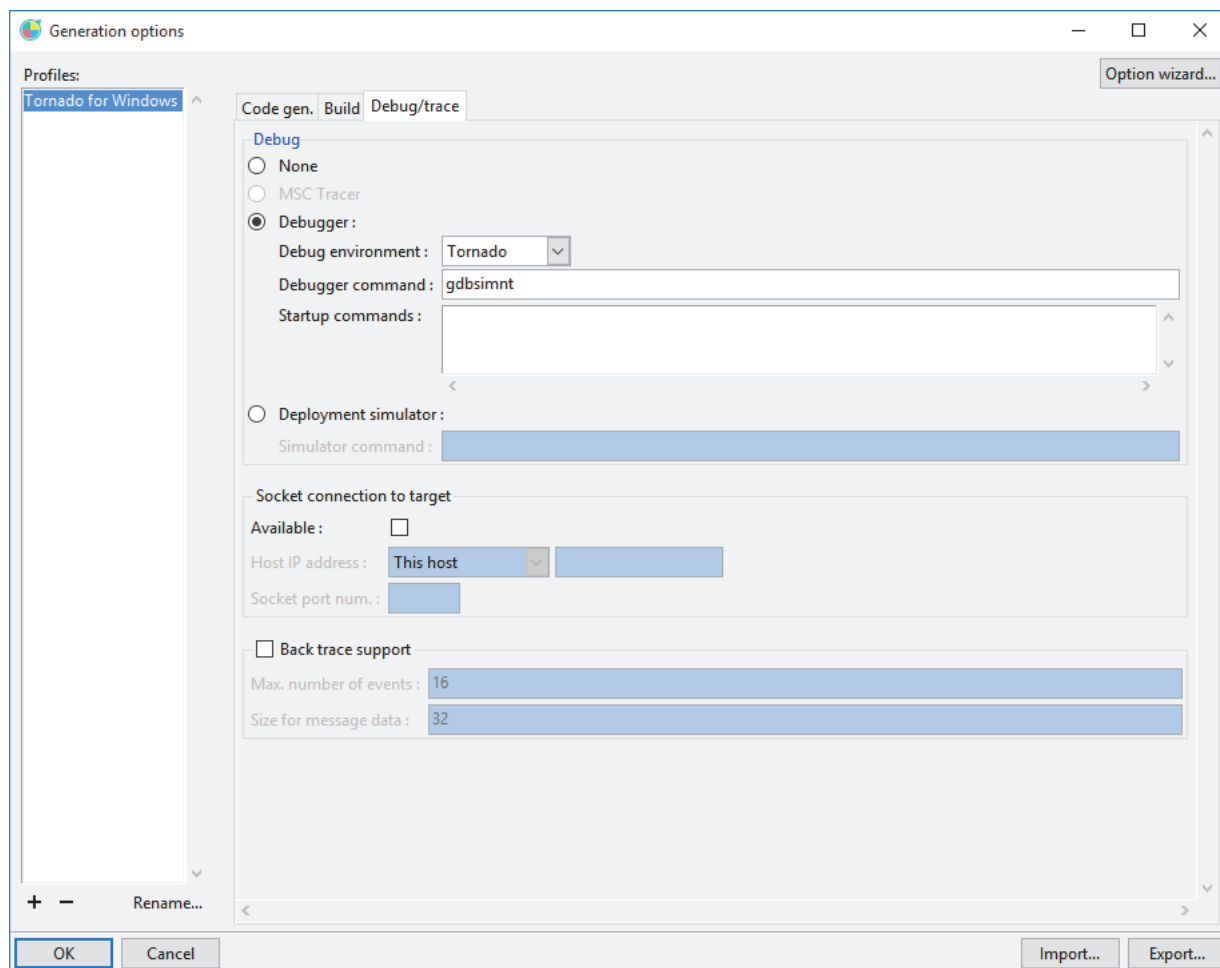 Generation options
Profiles:
Option wizard...
Tornado for Windows
Code gen. Build Debug/trace
Debug
None
MSC Tracer
Debugger :
Debug environment : Tornado
Debugger command : gdbsimnt
Startup commands :
Deployment simulator :
Simulator command :
Socket connection to target
Available :
Host IP address : This host
Socket port num. :
Back trace support
Max. number of events : 16
Size for message data : 32
+ − Rename...
OK Cancel Import... Export...